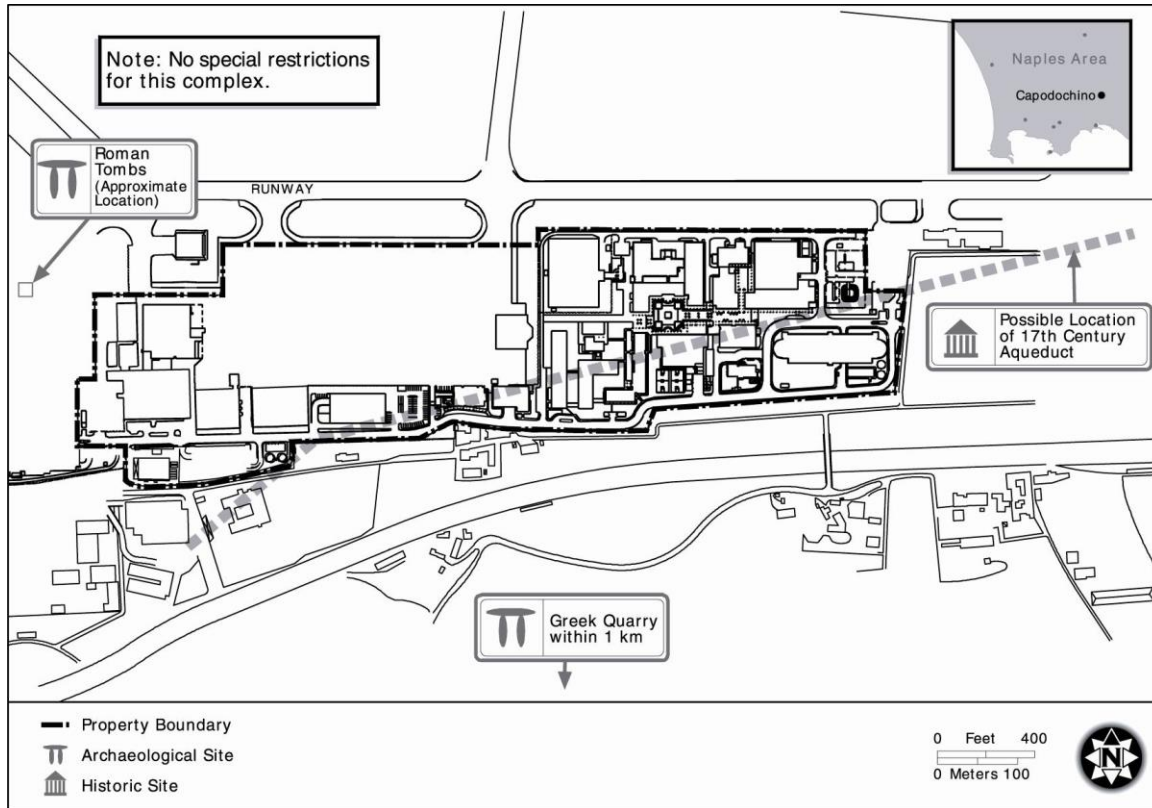 Note: No special restrictions
for this complex.
Naples Area
Capodochino
Roman
Tombs
(Approximate
Location)
RUNWAY
Possible Location
of 17th Century
Aqueduct
Greek Quarry
within 1 km
Property Boundary
Archaeological Site
Historic Site
0 Feet 400
0 Meters 100
N